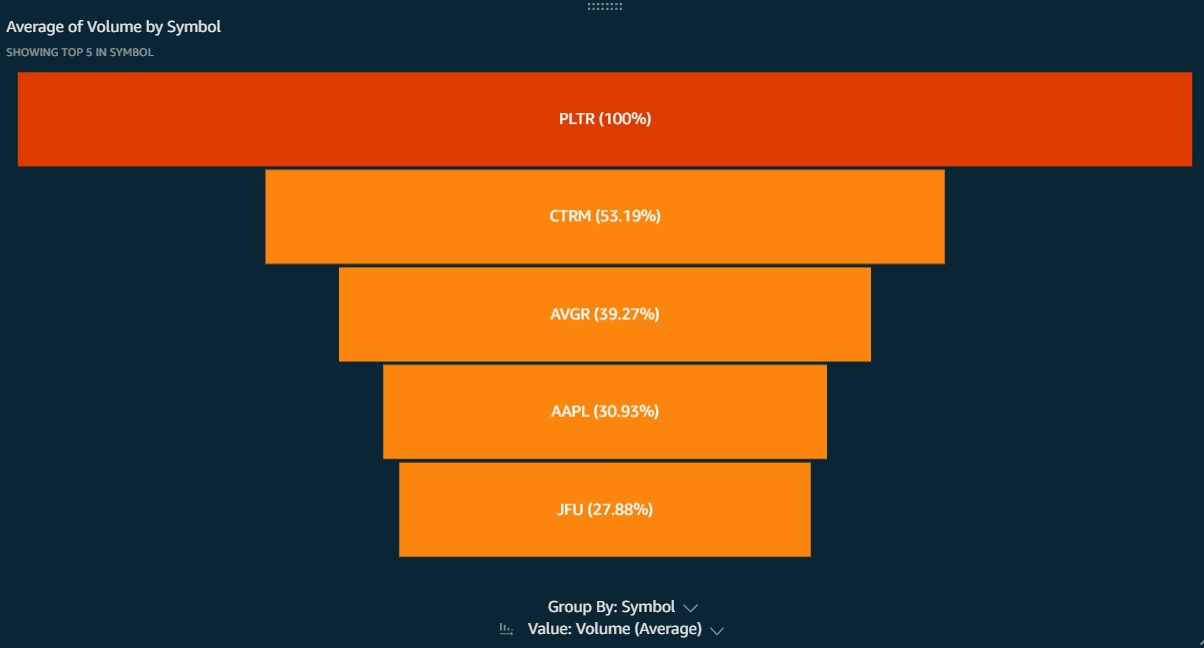 Average of Volume by Symbol
SHOWING TOP 5 IN SYMBOL
PLTR (100%)
CTRM (53.19%)
AVGR (39.27%)
AAPL (30.93%)
JFU (27.88%)
Group By: Symbol
Value: Volume (Average)